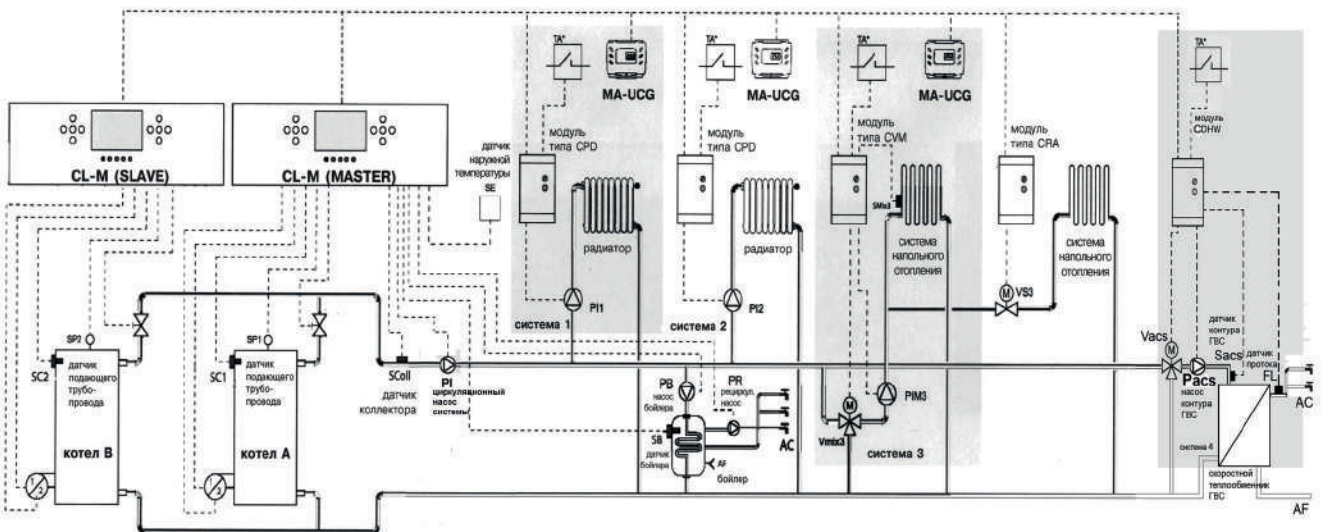 TA*
MA-UCG
TA*
MA-UCG
TA*
MA-UCG
TA*
CL-M (SLAVE)
CL-M (MASTER)
датчик
наружной
температуры
SE
модуль
типа CPD
модуль
типа CPD
модуль
типа CVM
модуль
типа CRA
модуль
CDHW
SMix3
радиатор
радиатор
система
напольного
отопления
система
напольного
отопления
PI1
PI2
M
VS3
система 1
система 2
SP2
SP1
SC2
датчик
подающего
трубо-
провода
SC1
датчик
подающего
трубо-
провода
SColl
датчик
коллектора
PI
циркуляционный
насос
системы
PB
насос
бойлера
PR
рециркул.
насос
SB
датчик
бойлера
AF
бойлер
AC
M
Vmix3
PIM3
система 3
Vacs
M
датчик
контура
ГВС
Sacs
датчик
протока
FL
Pacs
насос
контура
ГВС
AC
система 4
скоростной
теплообменник
ГВС
AF
котел B
котел A
1
2
1
2